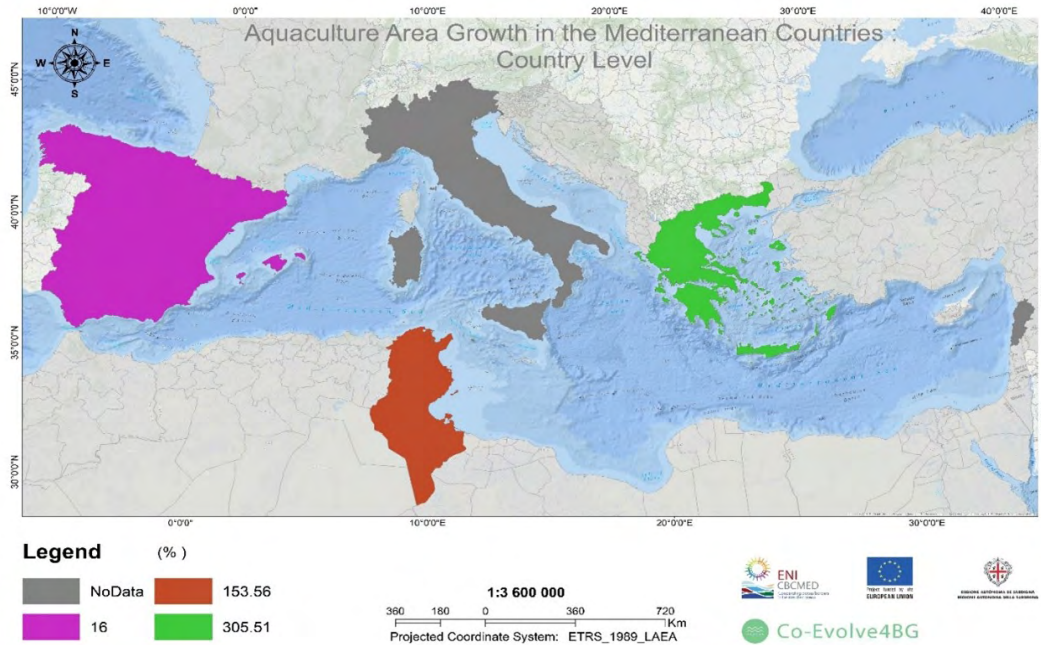 10°0'0"W 0°0'0" 10°0'0"E 20°0'0"E 30°0'0"E 40°0'0"E
Aquaculture Area Growth in the Mediterranean Countries :
Country Level
N
W E
S
45°0'0"N
40°0'0"N
35°0'0"N
30°0'0"N
0°0'0" 10°0'0"E 20°0'0"E 30°0'0"E
Legend (%)
NoData 153.56
16 305.51
1:3 600 000
360 180 0 360 720
Km
Projected Coordinate System: ETRS_1989_LAEA
ENI
CBCMED
EUROPEAN UNION
Co-Evolve4BG